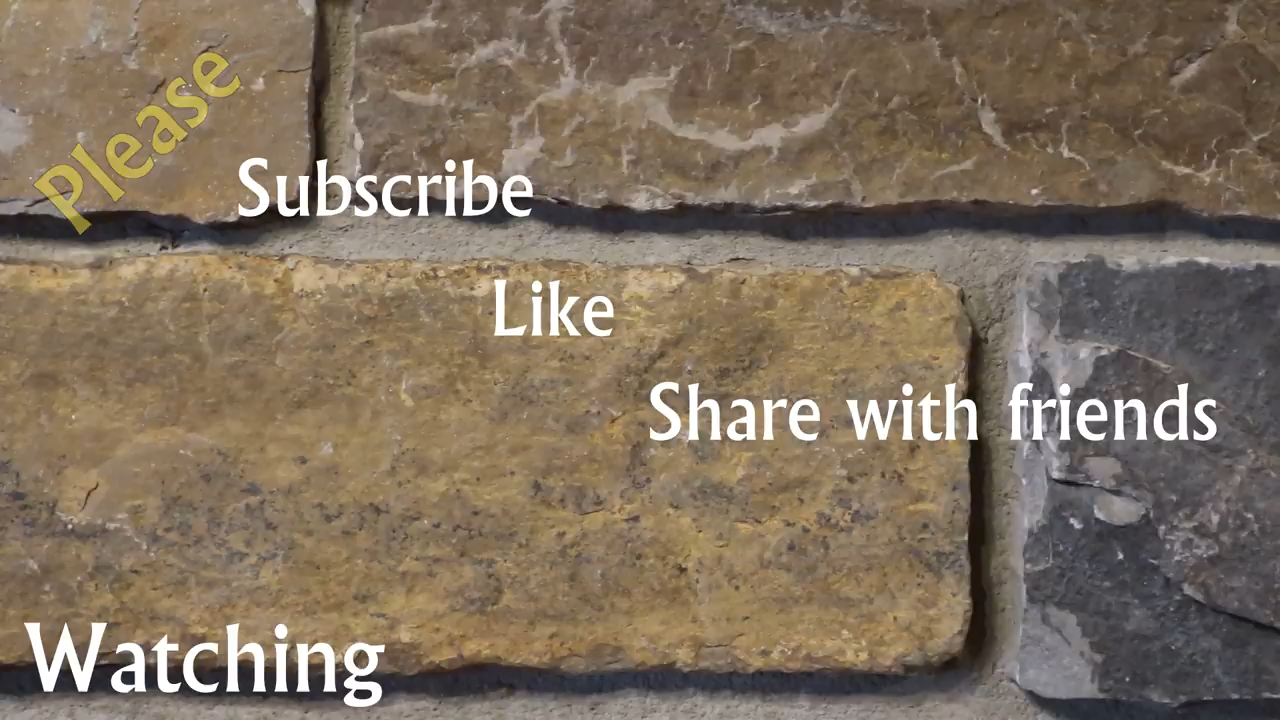 Please
Subscribe
Like
Share with friends
Watching